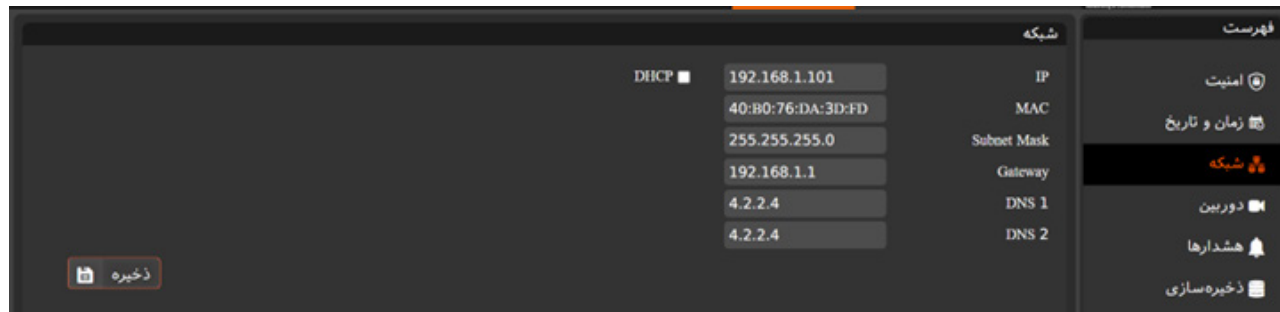 فهرست
امنیت
زمان و تاریخ
شبکه
دوربین
هشدارها
ذخیره‌سازی
شبکه
IP 192.168.1.101 DHCP
MAC 40:B0:76:DA:3D:FD
Subnet Mask 255.255.255.0
Gateway 192.168.1.1
DNS 1 4.2.2.4
DNS 2 4.2.2.4
ذخیره